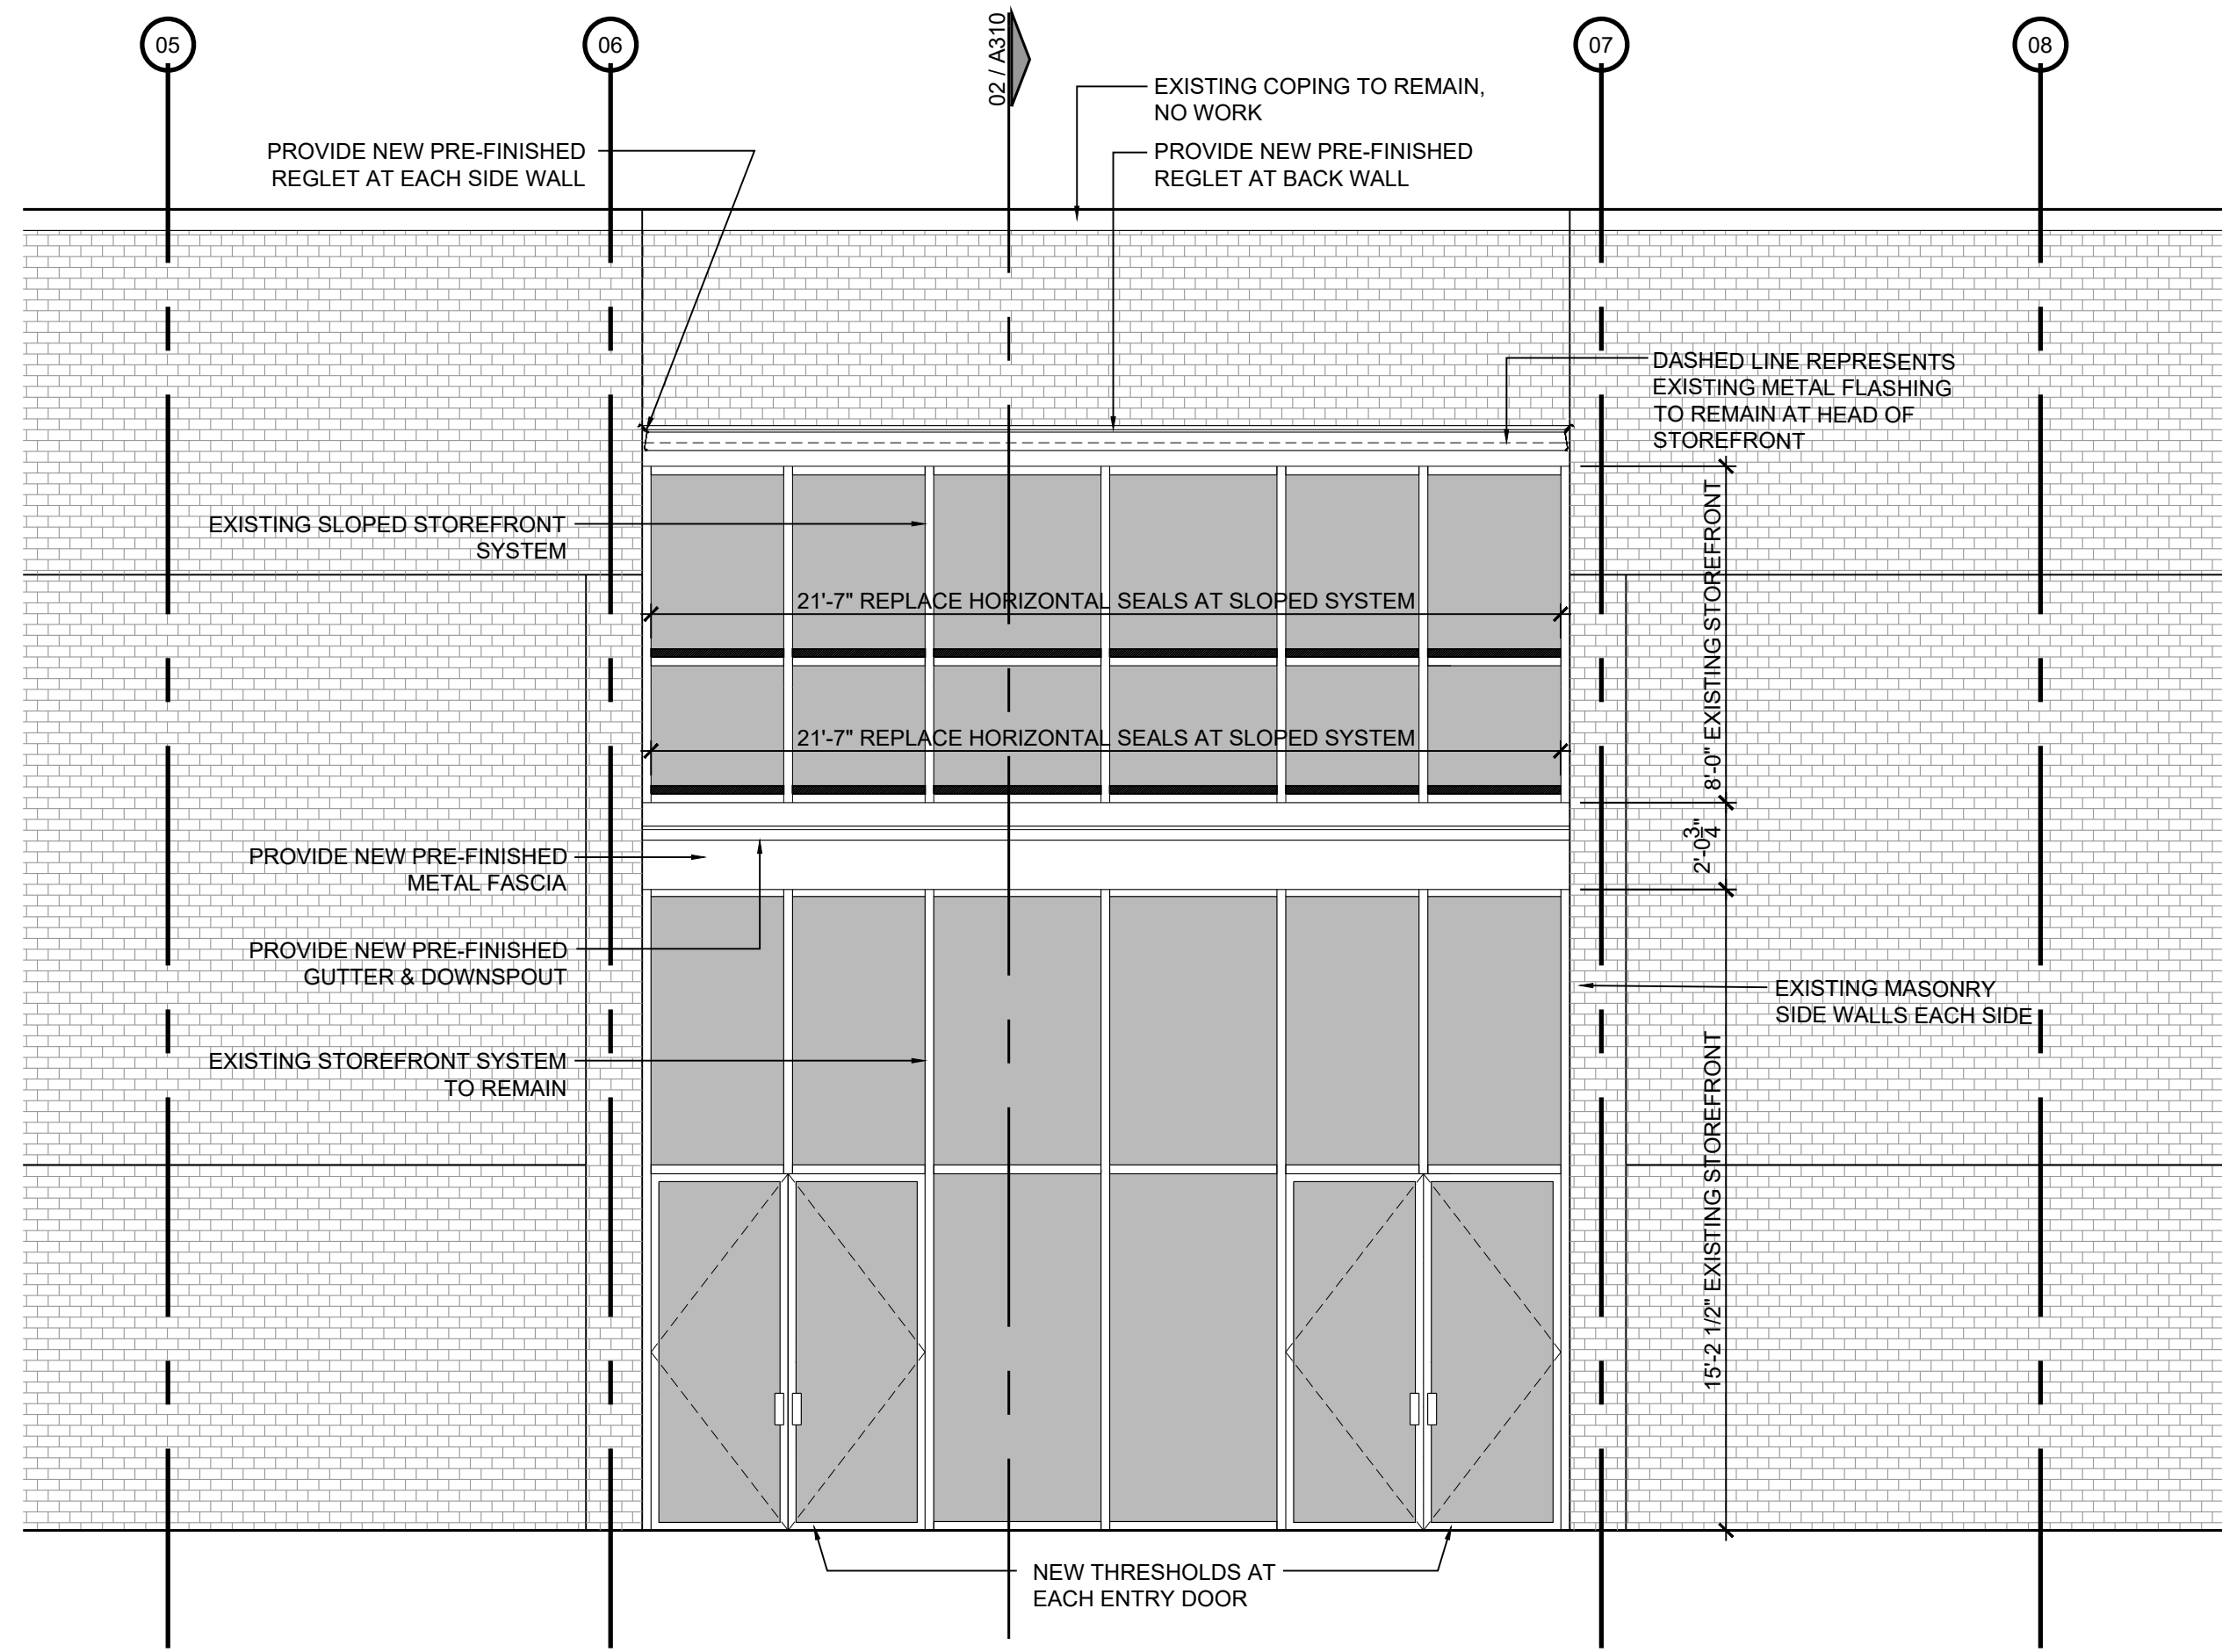 05
06
02 / A310
07
08
EXISTING COPING TO REMAIN,
NO WORK
PROVIDE NEW PRE-FINISHED
REGLET AT EACH SIDE WALL
PROVIDE NEW PRE-FINISHED
REGLET AT BACK WALL
DASHED LINE REPRESENTS
EXISTING METAL FLASHING
TO REMAIN AT HEAD OF
STOREFRONT
EXISTING SLOPED STOREFRONT
SYSTEM
21'-7" REPLACE HORIZONTAL SEALS AT SLOPED SYSTEM
8'-0" EXISTING STOREFRONT
21'-7" REPLACE HORIZONTAL SEALS AT SLOPED SYSTEM
2'-0 3/4"
PROVIDE NEW PRE-FINISHED
METAL FASCIA
PROVIDE NEW PRE-FINISHED
GUTTER & DOWNSPOUT
EXISTING MASONRY
SIDE WALLS EACH SIDE
EXISTING STOREFRONT SYSTEM
TO REMAIN
15'-2 1/2" EXISTING STOREFRONT
NEW THRESHOLDS AT
EACH ENTRY DOOR